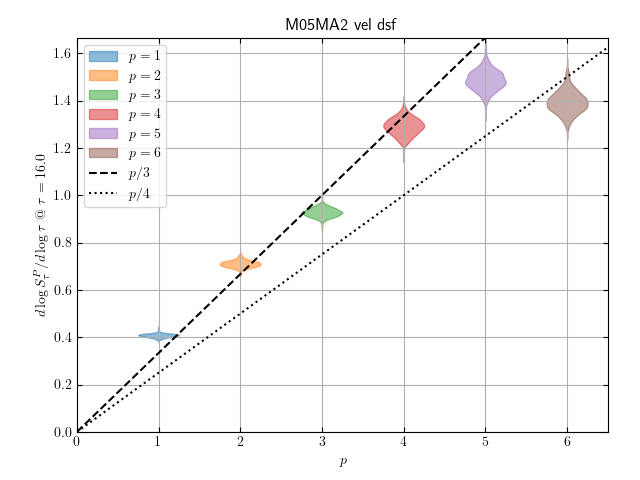 M05MA2 vel dsf
p = 1
p = 2
p = 3
p = 4
p = 5
p = 6
p/3
p/4
d log S_τ^P / d log τ @ τ = 16.0
1.6
1.4
1.2
1.0
0.8
0.6
0.4
0.2
0.0
0 1 2 3 4 5 6
p